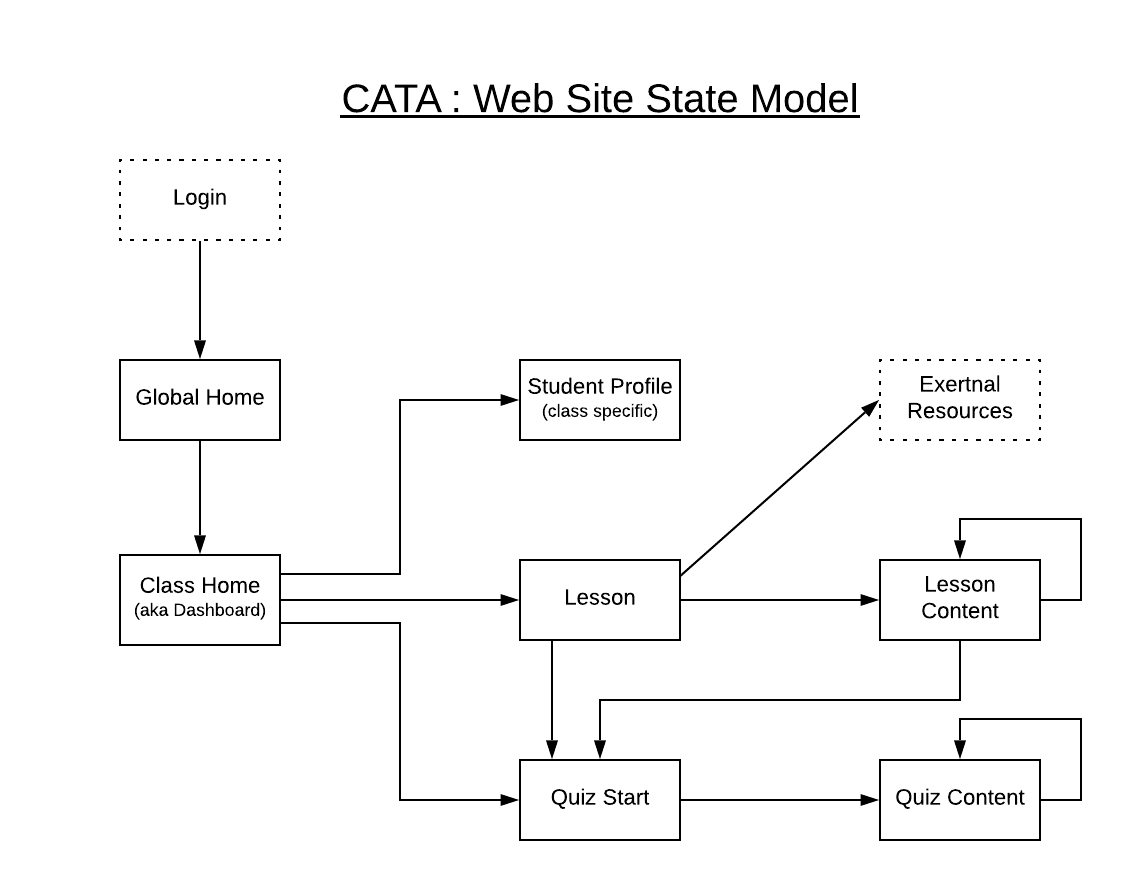 CATA : Web Site State Model
Login
Global Home
Student Profile
(class specific)
Exertnal
Resources
Class Home
(aka Dashboard)
Lesson
Lesson
Content
Quiz Start
Quiz Content